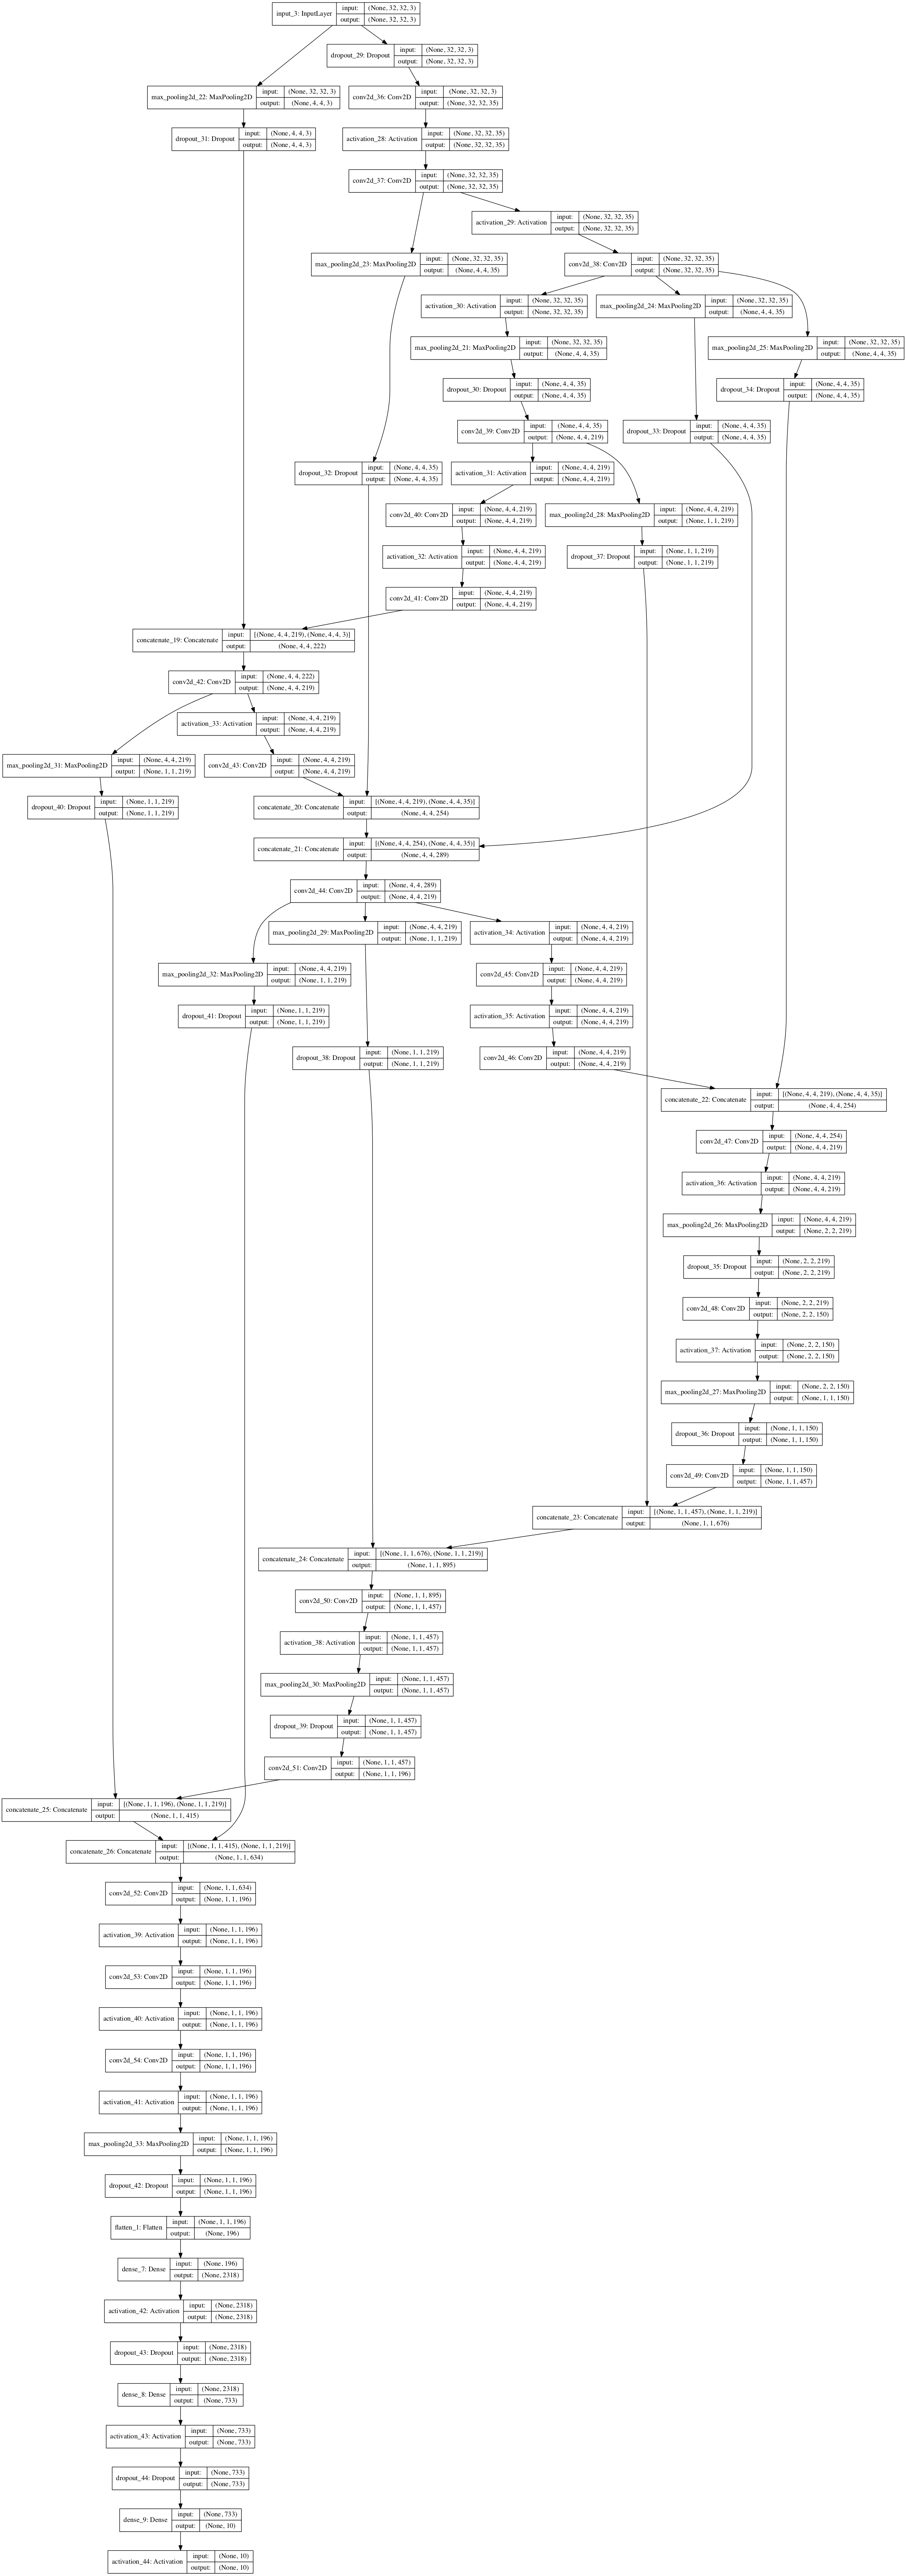 input_3: InputLayer
input: (None, 32, 32, 3)
output: (None, 32, 32, 3)
dropout_29: Dropout
input: (None, 32, 32, 3)
output: (None, 32, 32, 3)
max_pooling2d_22: MaxPooling2D
input: (None, 32, 32, 3)
output: (None, 4, 4, 3)
conv2d_36: Conv2D
input: (None, 32, 32, 3)
output: (None, 32, 32, 35)
dropout_31: Dropout
input: (None, 4, 4, 3)
output: (None, 4, 4, 3)
activation_28: Activation
input: (None, 32, 32, 35)
output: (None, 32, 32, 35)
conv2d_37: Conv2D
input: (None, 32, 32, 35)
output: (None, 32, 32, 35)
activation_29: Activation
input: (None, 32, 32, 35)
output: (None, 32, 32, 35)
max_pooling2d_23: MaxPooling2D
input: (None, 32, 32, 35)
output: (None, 4, 4, 35)
conv2d_38: Conv2D
input: (None, 32, 32, 35)
output: (None, 32, 32, 35)
activation_30: Activation
input: (None, 32, 32, 35)
output: (None, 32, 32, 35)
max_pooling2d_24: MaxPooling2D
input: (None, 32, 32, 35)
output: (None, 4, 4, 35)
max_pooling2d_21: MaxPooling2D
input: (None, 32, 32, 35)
output: (None, 4, 4, 35)
max_pooling2d_25: MaxPooling2D
input: (None, 32, 32, 35)
output: (None, 4, 4, 35)
dropout_30: Dropout
input: (None, 4, 4, 35)
output: (None, 4, 4, 35)
dropout_34: Dropout
input: (None, 4, 4, 35)
output: (None, 4, 4, 35)
conv2d_39: Conv2D
input: (None, 4, 4, 35)
output: (None, 4, 4, 219)
dropout_33: Dropout
input: (None, 4, 4, 35)
output: (None, 4, 4, 35)
dropout_32: Dropout
input: (None, 4, 4, 35)
output: (None, 4, 4, 35)
activation_31: Activation
input: (None, 4, 4, 219)
output: (None, 4, 4, 219)
conv2d_40: Conv2D
input: (None, 4, 4, 219)
output: (None, 4, 4, 219)
max_pooling2d_28: MaxPooling2D
input: (None, 4, 4, 219)
output: (None, 1, 1, 219)
activation_32: Activation
input: (None, 4, 4, 219)
output: (None, 4, 4, 219)
dropout_37: Dropout
input: (None, 1, 1, 219)
output: (None, 1, 1, 219)
conv2d_41: Conv2D
input: (None, 4, 4, 219)
output: (None, 4, 4, 219)
concatenate_19: Concatenate
input: [(None, 4, 4, 219), (None, 4, 4, 3)]
output: (None, 4, 4, 222)
conv2d_42: Conv2D
input: (None, 4, 4, 222)
output: (None, 4, 4, 219)
activation_33: Activation
input: (None, 4, 4, 219)
output: (None, 4, 4, 219)
max_pooling2d_31: MaxPooling2D
input: (None, 4, 4, 219)
output: (None, 1, 1, 219)
conv2d_43: Conv2D
input: (None, 4, 4, 219)
output: (None, 4, 4, 219)
dropout_40: Dropout
input: (None, 1, 1, 219)
output: (None, 1, 1, 219)
concatenate_20: Concatenate
input: [(None, 4, 4, 219), (None, 4, 4, 35)]
output: (None, 4, 4, 254)
concatenate_21: Concatenate
input: [(None, 4, 4, 254), (None, 4, 4, 35)]
output: (None, 4, 4, 289)
conv2d_44: Conv2D
input: (None, 4, 4, 289)
output: (None, 4, 4, 219)
max_pooling2d_29: MaxPooling2D
input: (None, 4, 4, 219)
output: (None, 1, 1, 219)
activation_34: Activation
input: (None, 4, 4, 219)
output: (None, 4, 4, 219)
max_pooling2d_32: MaxPooling2D
input: (None, 4, 4, 219)
output: (None, 1, 1, 219)
conv2d_45: Conv2D
input: (None, 4, 4, 219)
output: (None, 4, 4, 219)
dropout_41: Dropout
input: (None, 1, 1, 219)
output: (None, 1, 1, 219)
activation_35: Activation
input: (None, 4, 4, 219)
output: (None, 4, 4, 219)
dropout_38: Dropout
input: (None, 1, 1, 219)
output: (None, 1, 1, 219)
conv2d_46: Conv2D
input: (None, 4, 4, 219)
output: (None, 4, 4, 219)
concatenate_22: Concatenate
input: [(None, 4, 4, 219), (None, 4, 4, 35)]
output: (None, 4, 4, 254)
conv2d_47: Conv2D
input: (None, 4, 4, 254)
output: (None, 4, 4, 219)
activation_36: Activation
input: (None, 4, 4, 219)
output: (None, 4, 4, 219)
max_pooling2d_26: MaxPooling2D
input: (None, 4, 4, 219)
output: (None, 2, 2, 219)
dropout_35: Dropout
input: (None, 2, 2, 219)
output: (None, 2, 2, 219)
conv2d_48: Conv2D
input: (None, 2, 2, 219)
output: (None, 2, 2, 150)
activation_37: Activation
input: (None, 2, 2, 150)
output: (None, 2, 2, 150)
max_pooling2d_27: MaxPooling2D
input: (None, 2, 2, 150)
output: (None, 1, 1, 150)
dropout_36: Dropout
input: (None, 1, 1, 150)
output: (None, 1, 1, 150)
conv2d_49: Conv2D
input: (None, 1, 1, 150)
output: (None, 1, 1, 457)
concatenate_23: Concatenate
input: [(None, 1, 1, 457), (None, 1, 1, 219)]
output: (None, 1, 1, 676)
concatenate_24: Concatenate
input: [(None, 1, 1, 676), (None, 1, 1, 219)]
output: (None, 1, 1, 895)
conv2d_50: Conv2D
input: (None, 1, 1, 895)
output: (None, 1, 1, 457)
activation_38: Activation
input: (None, 1, 1, 457)
output: (None, 1, 1, 457)
max_pooling2d_30: MaxPooling2D
input: (None, 1, 1, 457)
output: (None, 1, 1, 457)
dropout_39: Dropout
input: (None, 1, 1, 457)
output: (None, 1, 1, 457)
conv2d_51: Conv2D
input: (None, 1, 1, 457)
output: (None, 1, 1, 196)
concatenate_25: Concatenate
input: [(None, 1, 1, 196), (None, 1, 1, 219)]
output: (None, 1, 1, 415)
concatenate_26: Concatenate
input: [(None, 1, 1, 415), (None, 1, 1, 219)]
output: (None, 1, 1, 634)
conv2d_52: Conv2D
input: (None, 1, 1, 634)
output: (None, 1, 1, 196)
activation_39: Activation
input: (None, 1, 1, 196)
output: (None, 1, 1, 196)
conv2d_53: Conv2D
input: (None, 1, 1, 196)
output: (None, 1, 1, 196)
activation_40: Activation
input: (None, 1, 1, 196)
output: (None, 1, 1, 196)
conv2d_54: Conv2D
input: (None, 1, 1, 196)
output: (None, 1, 1, 196)
activation_41: Activation
input: (None, 1, 1, 196)
output: (None, 1, 1, 196)
max_pooling2d_33: MaxPooling2D
input: (None, 1, 1, 196)
output: (None, 1, 1, 196)
dropout_42: Dropout
input: (None, 1, 1, 196)
output: (None, 1, 1, 196)
flatten_1: Flatten
input: (None, 1, 1, 196)
output: (None, 196)
dense_7: Dense
input: (None, 196)
output: (None, 2318)
activation_42: Activation
input: (None, 2318)
output: (None, 2318)
dropout_43: Dropout
input: (None, 2318)
output: (None, 2318)
dense_8: Dense
input: (None, 2318)
output: (None, 733)
activation_43: Activation
input: (None, 733)
output: (None, 733)
dropout_44: Dropout
input: (None, 733)
output: (None, 733)
dense_9: Dense
input: (None, 733)
output: (None, 10)
activation_44: Activation
input: (None, 10)
output: (None, 10)